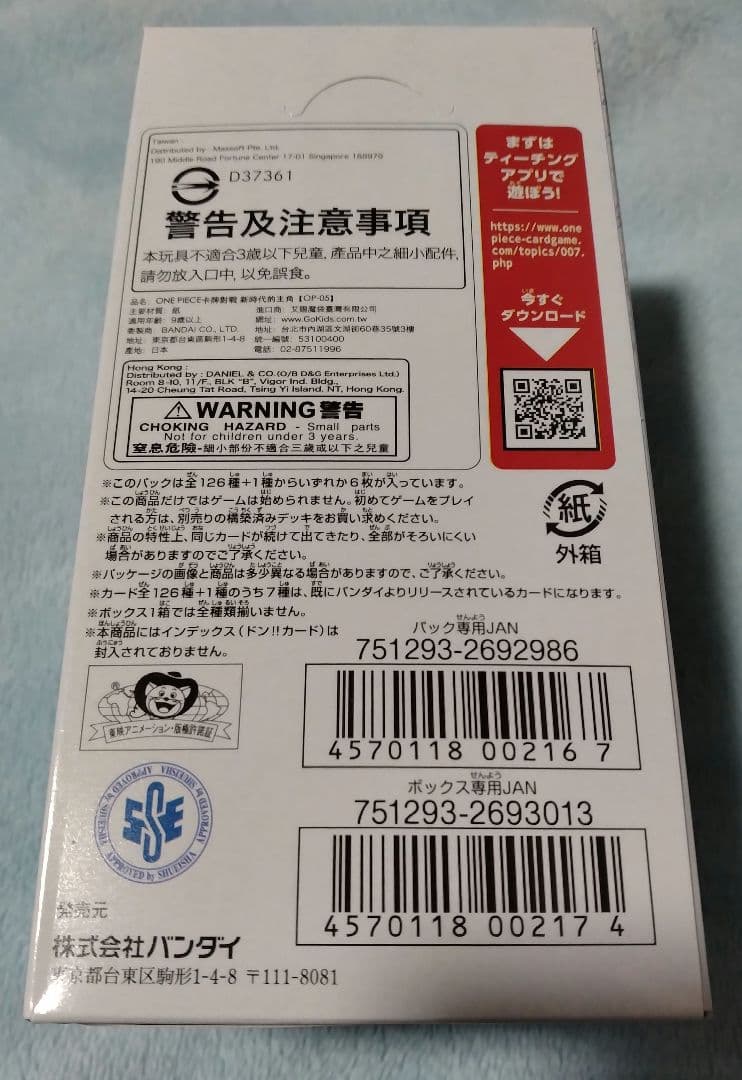 Taiwan
Distributed by : Maxsoft Pte. Ltd.
190 Middle Road Fortune Center 17-01 Singapore 188979
D37361
警告及注意事項
本玩具不適合3歲以下兒童, 產品中之細小配件,
請勿放入口中, 以免誤食。
品名: ONE PIECE卡牌對戰 新時代的主角【OP-05】
主要材質: 紙
適用年齡: 9歲以上
委製商: BANDAI CO., LTD.
地址: 東京都台東區駒形1-4-8
產地: 日本
進口商: 艾賜魔袋臺灣有限公司
網址: www.GoKids.com.tw
地址: 台北市內湖區文湖街60巷35號3樓
統一編號: 53100400
電話: 02-87511996
Hong Kong :
Distributed by : DANIEL & CO.(O/B D&G Enterprises Ltd.)
Room 8-10, 11/F., BLK "B", Vigor Ind. Bldg.,
14-20 Cheung Tat Road, Tsing Yi Island, NT, Hong Kong.
WARNING 警告
CHOKING HAZARD - Small parts
Not for children under 3 years.
窒息危險-細小部份不適合三歲或以下之兒童
まずは
ティーチング
アプリで
遊ぼう!
https://www.one
piece-cardgame.
com/topics/007.
php
今すぐ
ダウンロード
紙
外箱
※このパックは全126種+1種からいずれか6枚が入っています。
※この商品だけではゲームは始められません。初めてゲームをプレイ
される方は、別売りの構築済みデッキをお買い求めください。
※商品の特性上、同じカードが続けて出てきたり、全部がそろいにくい
場合がありますのでご了承ください。
※パッケージの画像と商品は多少異なる場合がありますので、ご了承ください。
※カード全126種+1種のうち7種は、既にバンダイよりリリースされているカードになります。
※ボックス1箱では全種類揃いません。
※本商品にはインデックス(ドン!!カード)は
封入されておりません。
パック専用JAN
751293-2692986
4570118 00216 7
ボックス専用JAN
751293-2693013
4570118 00217 4
東映アニメーション・版権許諾証
SSE
APPROVED by SHUEISHA
APPROVED by SHUEISHA
発売元
株式会社バンダイ
東京都台東区駒形1-4-8 〒111-8081